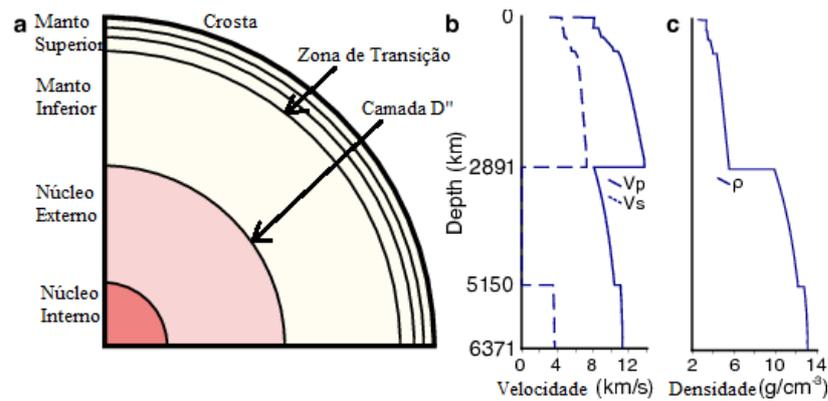 a
Manto
Superior
Crosta
Zona de Transição
Manto
Inferior
Camada D"
Núcleo
Externo
Núcleo
Interno
b
0
2891
5150
6371
Depth (km)
Vp
Vs
0 4 8 12
Velocidade (km/s)
c
ρ
2 6 10 14
Densidade (g/cm⁻³)